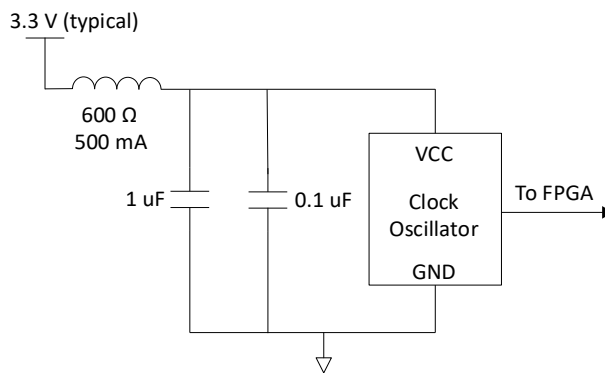 3.3 V (typical)
600 Ω
500 mA
1 uF
0.1 uF
VCC
Clock
Oscillator
GND
To FPGA